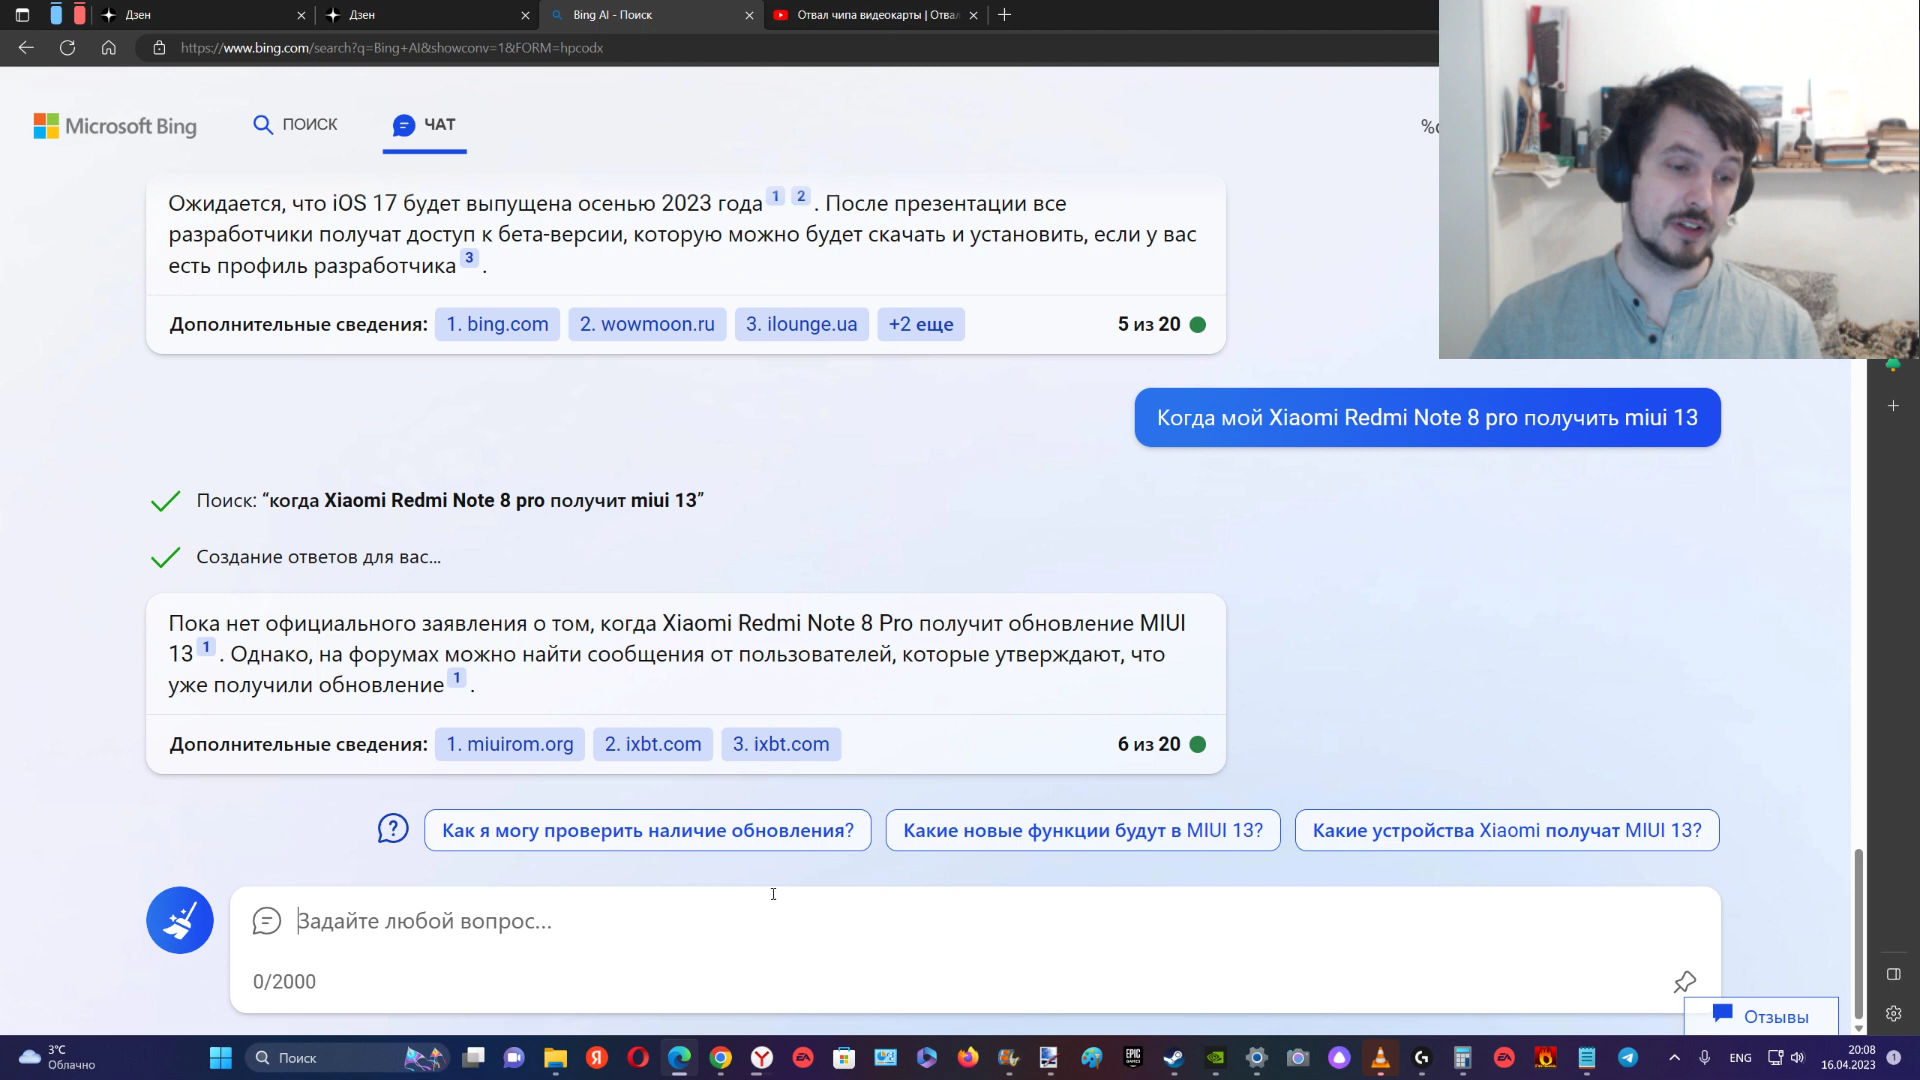 Дзен
Дзен
Bing AI - Поиск
Отвал чипа видеокарты | Отвал
https://www.bing.com/search?q=Bing+AI&showconv=1&FORM=hpcodx
Microsoft Bing
ПОИСК
ЧАТ
Ожидается, что iOS 17 будет выпущена осенью 2023 года 1 2 . После презентации все
разработчики получат доступ к бета-версии, которую можно будет скачать и установить, если у вас
есть профиль разработчика 3 .
Дополнительные сведения: 1. bing.com 2. wowmoon.ru 3. ilounge.ua +2 еще 5 из 20
Когда мой Xiaomi Redmi Note 8 pro получить miui 13
Поиск: “когда Xiaomi Redmi Note 8 pro получит miui 13”
Создание ответов для вас...
Пока нет официального заявления о том, когда Xiaomi Redmi Note 8 Pro получит обновление MIUI
13 1 . Однако, на форумах можно найти сообщения от пользователей, которые утверждают, что
уже получили обновление 1 .
Дополнительные сведения: 1. miuirom.org 2. ixbt.com 3. ixbt.com 6 из 20
Как я могу проверить наличие обновления?
Какие новые функции будут в MIUI 13?
Какие устройства Xiaomi получат MIUI 13?
Задайте любой вопрос...
0/2000
Отзывы
3°C
Облачно
Поиск
EPIC
GAMES
ENG
20:08
16.04.2023
1